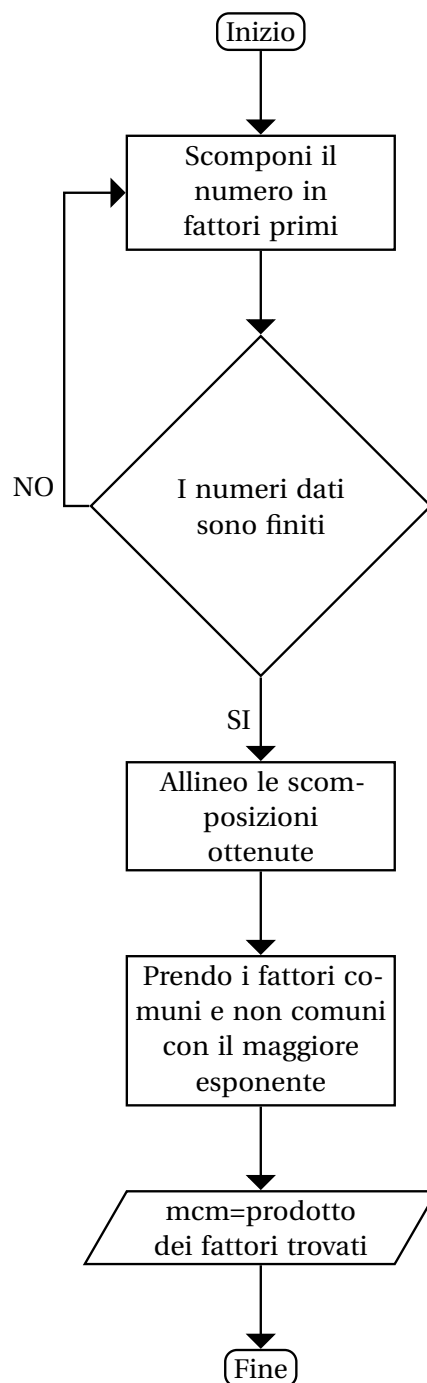 Inizio
Scomponi il
numero in
fattori primi
I numeri dati
sono finiti
NO
SI
Allineo le scom-
posizioni
ottenute
Prendo i fattori co-
muni e non comuni
con il maggiore
esponente
mcm=prodotto
dei fattori trovati
Fine